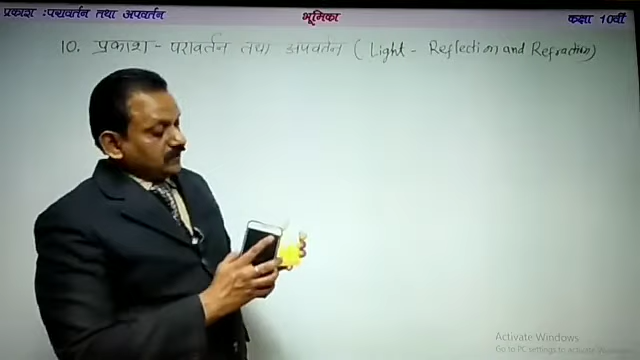 प्रकाश :परावर्तन तथा अपवर्तन भूमिका कक्षा 10वीं
10. प्रकाश - परावर्तन तथा अपवर्तन ( Light - Reflection and Refraction)
Activate Windows
Go to PC settings to activate Windows.